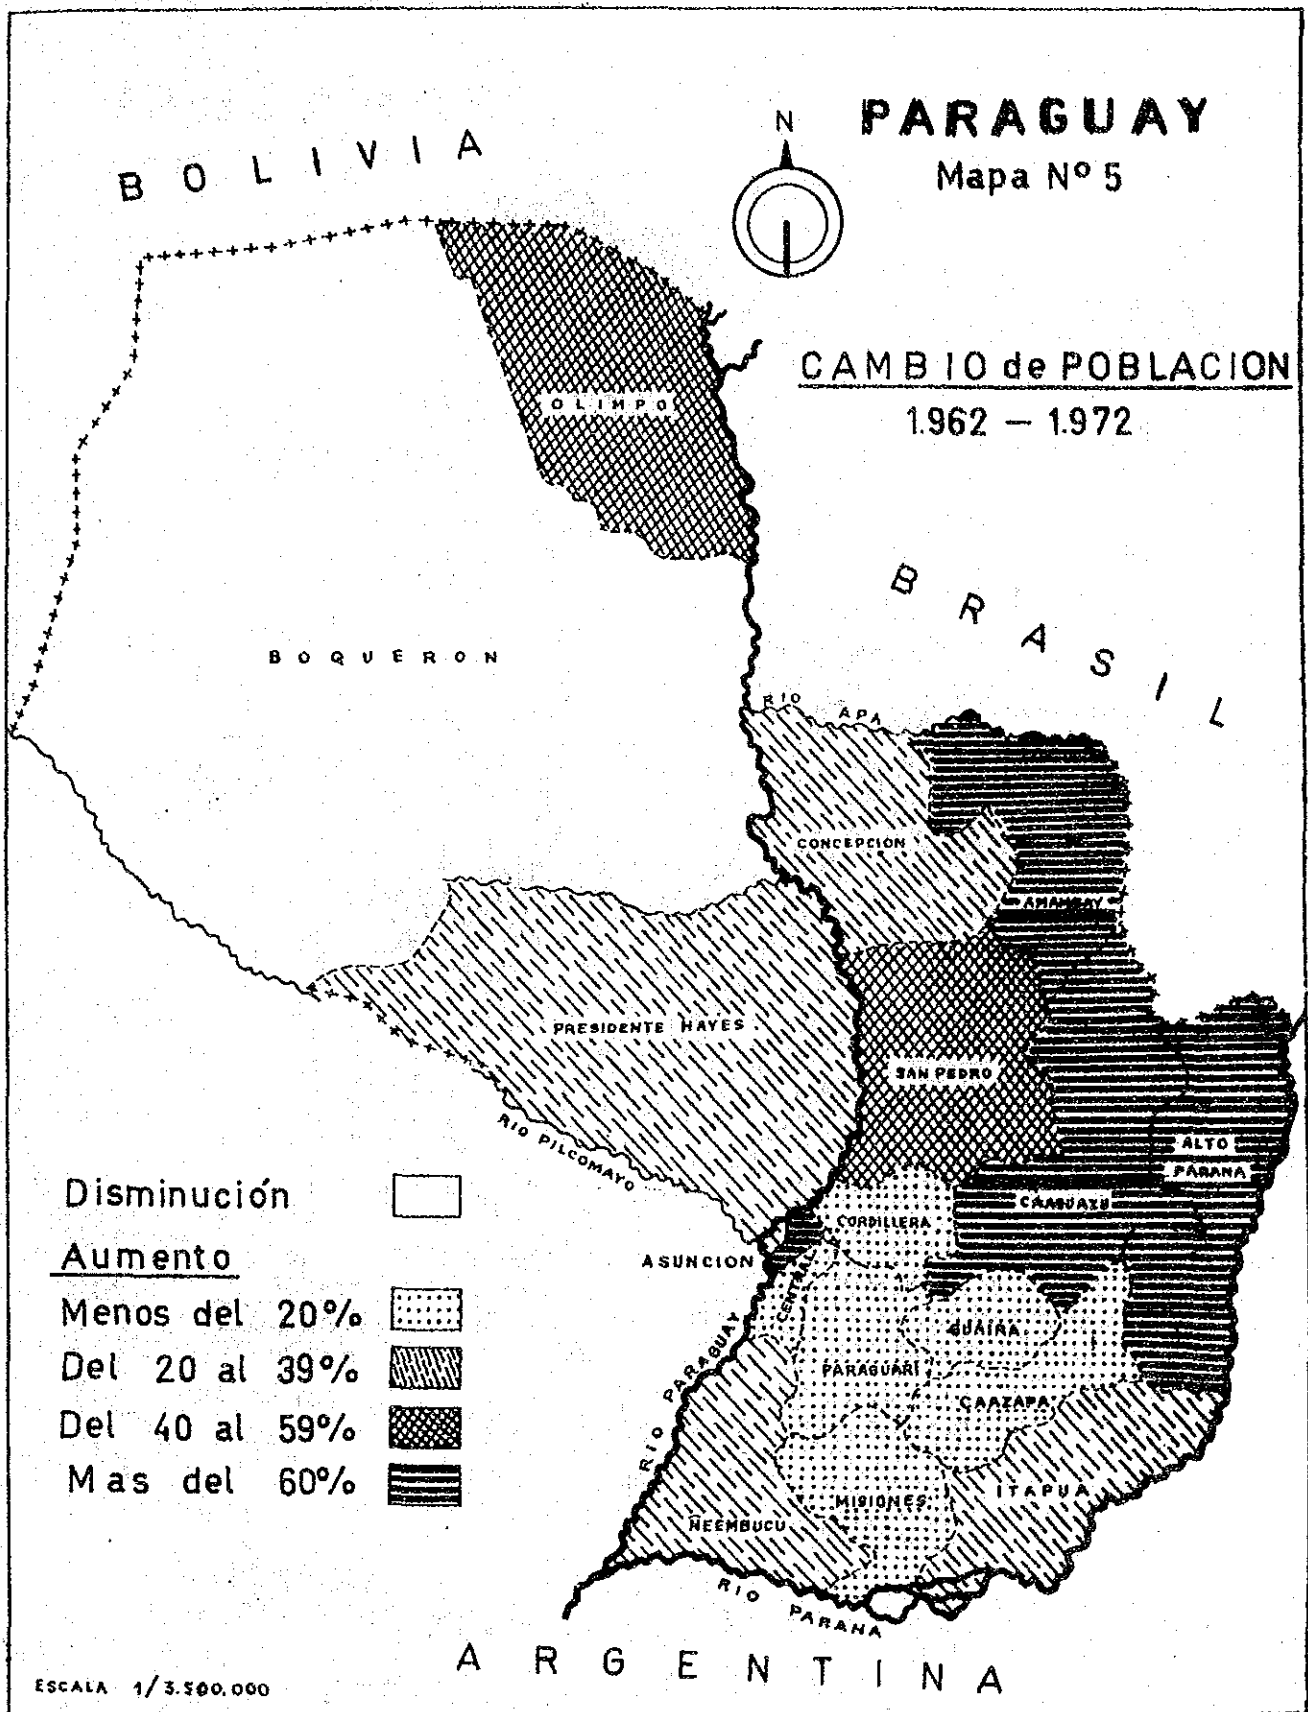 PARAGUAY
Mapa Nº 5
N
BOLIVIA
CAMBIO de POBLACION
1.962 — 1.972
OLIMPO
BRASIL
BOQUERON
RIO APA
CONCEPCION
AMAMBAY
PRESIDENTE HAYES
SAN PEDRO
RIO PILCOMAYO
ALTO
PARANA
CAAGUAZU
CORDILLERA
ASUNCION
CENTRAL
GUAIRA
RIO PARAGUAY
PARAGUARI
CAAZAPA
ITAPUA
MISIONES
ÑEEMBUCU
RIO PARANA
ARGENTINA
Disminución
Aumento
Menos del 20%
Del 20 al 39%
Del 40 al 59%
Mas del 60%
ESCALA 1/3.500.000